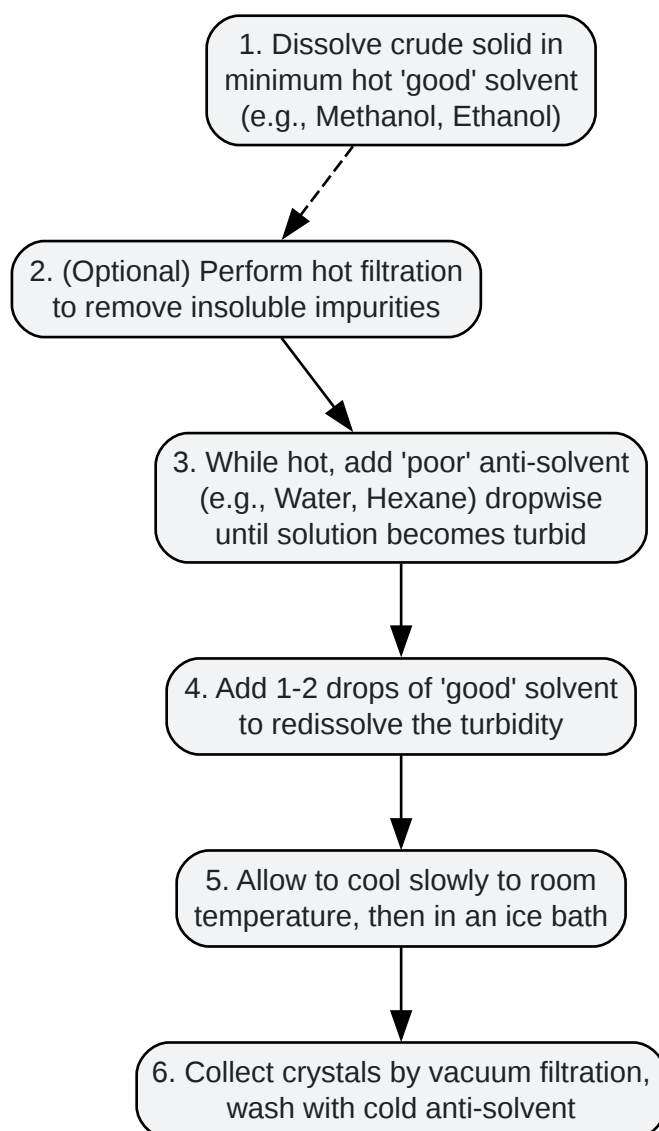 1. Dissolve crude solid in
minimum hot 'good' solvent
(e.g., Methanol, Ethanol)
2. (Optional) Perform hot filtration
to remove insoluble impurities
3. While hot, add 'poor' anti-solvent
(e.g., Water, Hexane) dropwise
until solution becomes turbid
4. Add 1-2 drops of 'good' solvent
to redissolve the turbidity
5. Allow to cool slowly to room
temperature, then in an ice bath
6. Collect crystals by vacuum filtration,
wash with cold anti-solvent